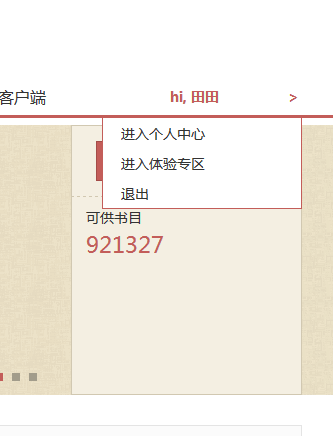 客户端
hi, 田田 >
进入个人中心
进入体验专区
退出
可供书目
921327